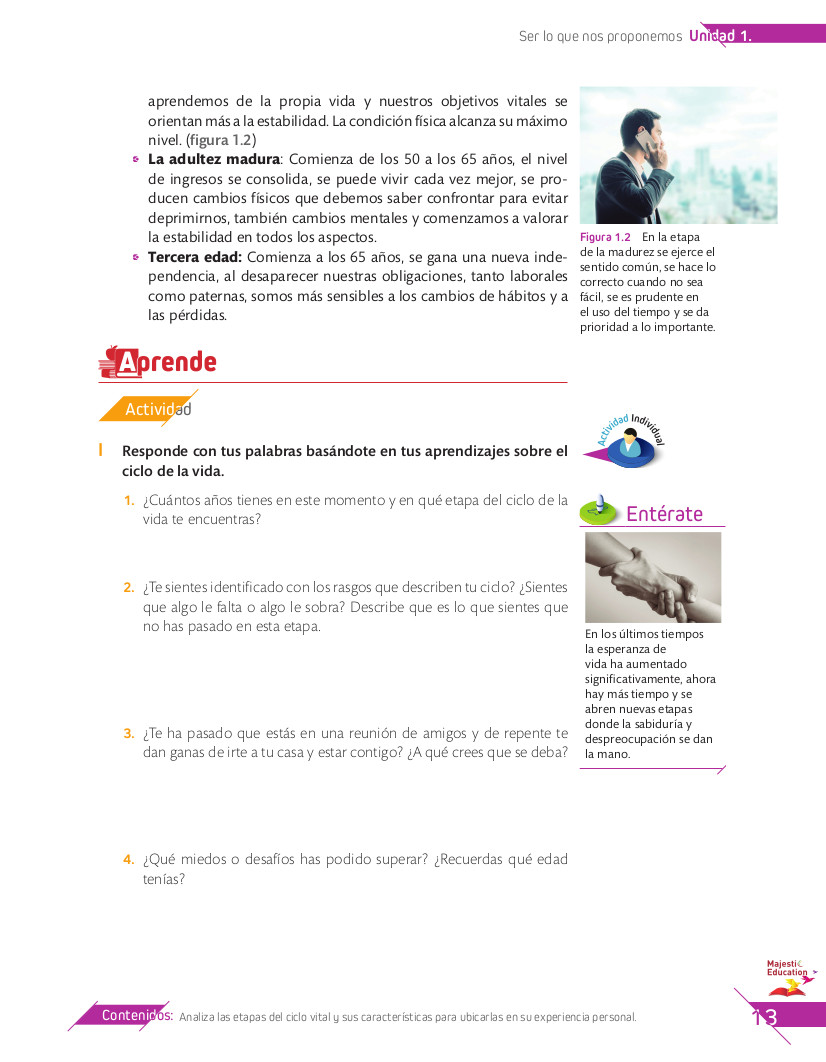 Ser lo que nos proponemos Unidad 1.
aprendemos de la propia vida y nuestros objetivos vitales se
orientan más a la estabilidad. La condición física alcanza su máximo
nivel. (figura 1.2)
La adultez madura: Comienza de los 50 a los 65 años, el nivel
de ingresos se consolida, se puede vivir cada vez mejor, se pro-
ducen cambios físicos que debemos saber confrontar para evitar
deprimirnos, también cambios mentales y comenzamos a valorar
la estabilidad en todos los aspectos.
Tercera edad: Comienza a los 65 años, se gana una nueva inde-
pendencia, al desaparecer nuestras obligaciones, tanto laborales
como paternas, somos más sensibles a los cambios de hábitos y a
las pérdidas.
Figura 1.2 En la etapa
de la madurez se ejerce el
sentido común, se hace lo
correcto cuando no sea
fácil, se es prudente en
el uso del tiempo y se da
prioridad a lo importante.
Aprende
Actividad
I Responde con tus palabras basándote en tus aprendizajes sobre el
ciclo de la vida.
1. ¿Cuántos años tienes en este momento y en qué etapa del ciclo de la
vida te encuentras?
2. ¿Te sientes identificado con los rasgos que describen tu ciclo? ¿Sientes
que algo le falta o algo le sobra? Describe que es lo que sientes que
no has pasado en esta etapa.
3. ¿Te ha pasado que estás en una reunión de amigos y de repente te
dan ganas de irte a tu casa y estar contigo? ¿A qué crees que se deba?
4. ¿Qué miedos o desafíos has podido superar? ¿Recuerdas qué edad
tenías?
Actividad Individual
Entérate
En los últimos tiempos
la esperanza de
vida ha aumentado
significativamente, ahora
hay más tiempo y se
abren nuevas etapas
donde la sabiduría y
despreocupación se dan
la mano.
Majestic
Education
Contenidos: Analiza las etapas del ciclo vital y sus características para ubicarlas en su experiencia personal.
13